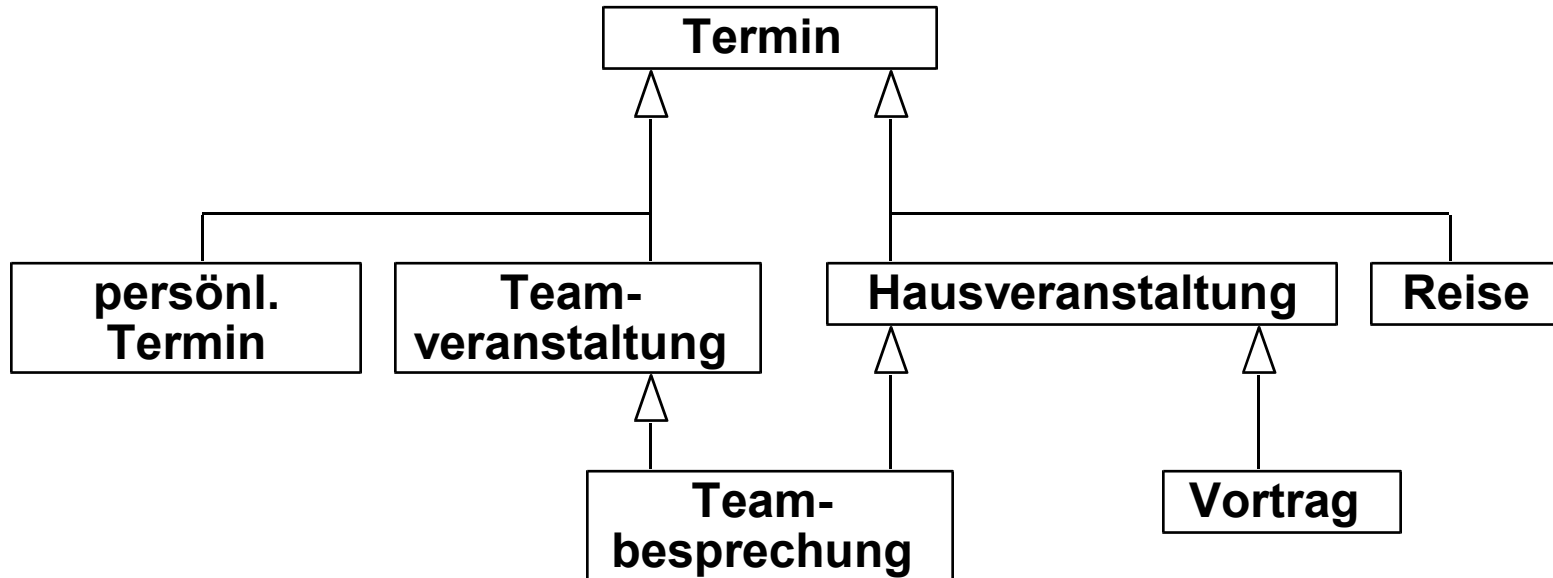 Termin
persönl.
Termin
Team-
veranstaltung
Hausveranstaltung
Reise
Team-
besprechung
Vortrag